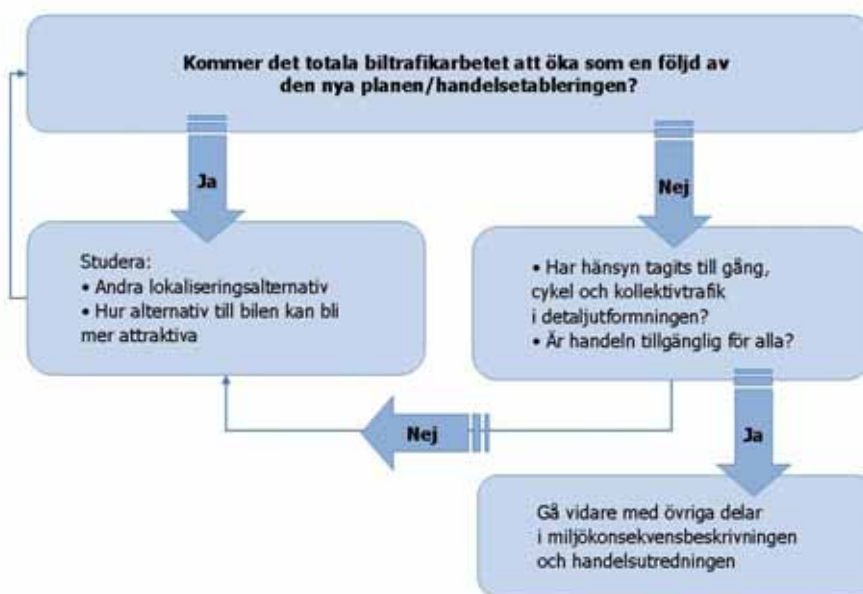 Kommer det totala biltrafikarbetet att öka som en följd av
den nya planen/handelsetableringen?
Ja
Nej
Studera:
• Andra lokaliseringsalternativ
• Hur alternativ till bilen kan bli
mer attraktiva
• Har hänsyn tagits till gång,
cykel och kollektivtrafik
i detaljutformningen?
• Är handeln tillgänglig för alla?
Nej
Ja
Gå vidare med övriga delar
i miljökonsekvensbeskrivningen
och handelsutredningen